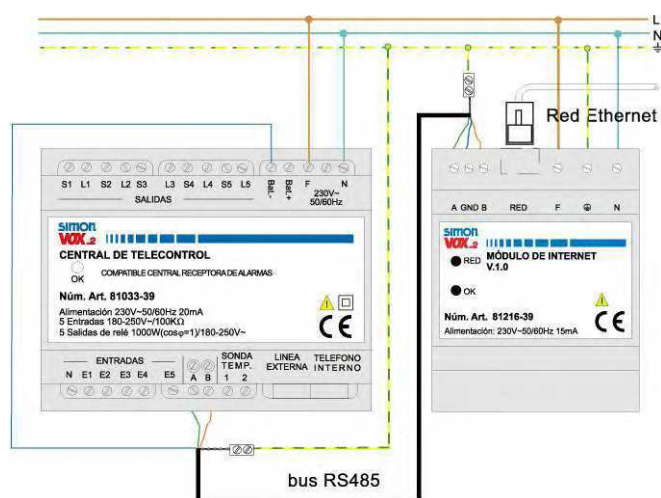 L
N
Red Ethernet
S1 L1 S2 L2 S3 L3 S4 L4 S5 L5 Bat.- Bat.+ F N
230V~
50/60Hz
SALIDAS
simon
VOX.2
CENTRAL DE TELECONTROL
OK
COMPATIBLE CENTRAL RECEPTORA DE ALARMAS
Núm. Art. 81033-39
Alimentación 230V~50/60Hz 20mA
5 Entradas 180-250V~/100KΩ
5 Salidas de relé 1000W(cosφ=1)/180-250V~
CE
ENTRADAS
N E1 E2 E3 E4 E5 A B
SONDA
TEMP.
1 2
LINEA
EXTERNA
TELEFONO
INTERNO
A GND B RED F N
simon
VOX.2
RED
MÓDULO DE INTERNET
V.1.0
OK
Núm. Art. 81216-39
Alimentación: 230V~50/60Hz 15mA
CE
bus RS485